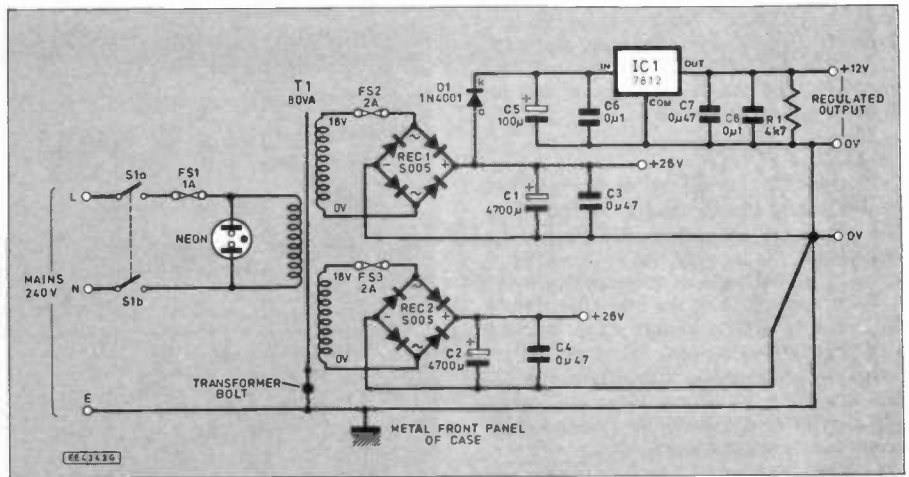 T1
80VA
FS2
2A
18V
0V
REC1
S005
D1
1N4001
k
a
IN
IC1
7812
OUT
COM
C5
100µ
+
C6
0µ1
C7
0µ47
C8
0µ1
R1
4k7
+12V
REGULATED
OUTPUT
0V
+26V
C1
4700µ
+
C3
0µ47
0V
L
S1a
FS1
1A
NEON
MAINS
240V
N
S1b
FS3
2A
18V
0V
REC2
S005
+26V
C2
4700µ
+
C4
0µ47
TRANSFORMER
BOLT
E
METAL FRONT PANEL
OF CASE
EE4143G